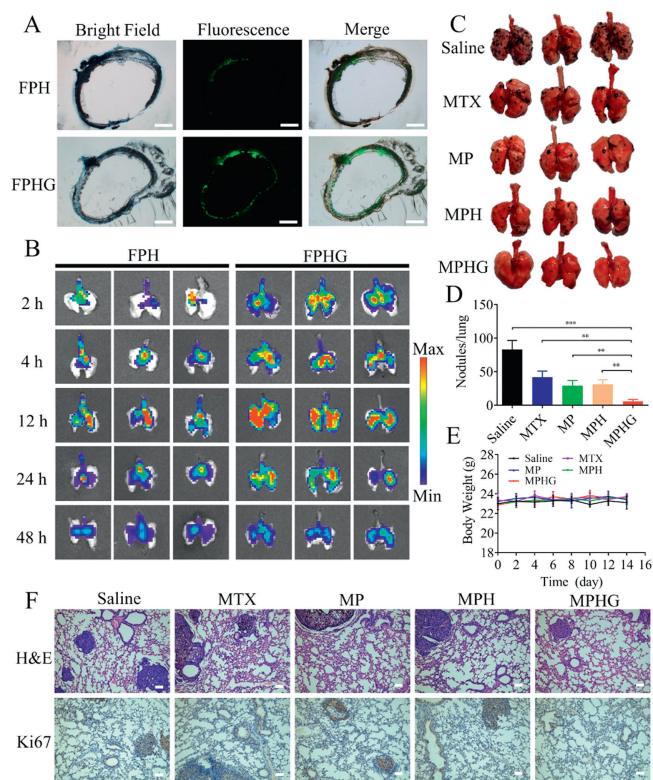 A
Bright Field Fluorescence Merge
FPH
FPHG
B
FPH FPHG
2 h
4 h
12 h
24 h
48 h
Max
Min
C
Saline
MTX
MP
MPH
MPHG
D
Nodules/lung
100
75
50
25
0
***
**
**
**
Saline MTX MP MPH MPHG
E
Body Weight (g)
28
26
24
22
20
18
Saline MTX
MP MPH
MPHG
0 2 4 6 8 10 12 14 16
Time (day)
F
Saline MTX MP MPH MPHG
H&E
Ki67